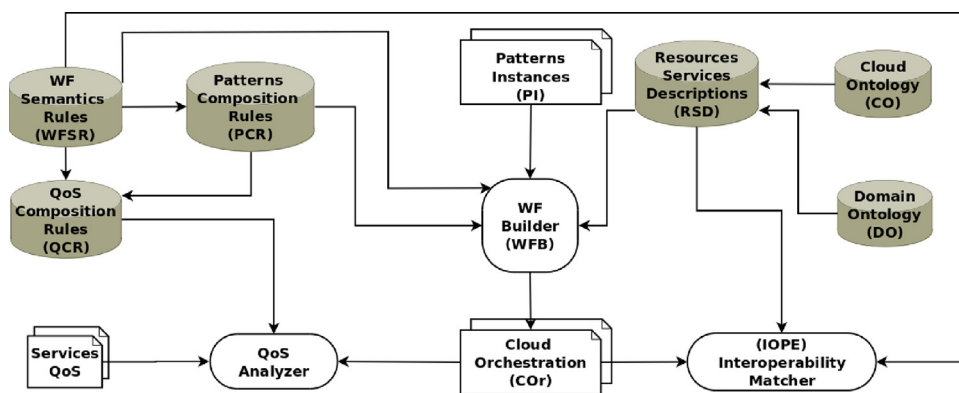 WF
Semantics
Rules
(WFSR)
Patterns
Composition
Rules
(PCR)
Patterns
Instances
(PI)
Resources
Services
Descriptions
(RSD)
Cloud
Ontology
(CO)
QoS
Composition
Rules
(QCR)
WF
Builder
(WFB)
Domain
Ontology
(DO)
Services
QoS
QoS
Analyzer
Cloud
Orchestration
(COr)
(IOPE)
Interoperability
Matcher